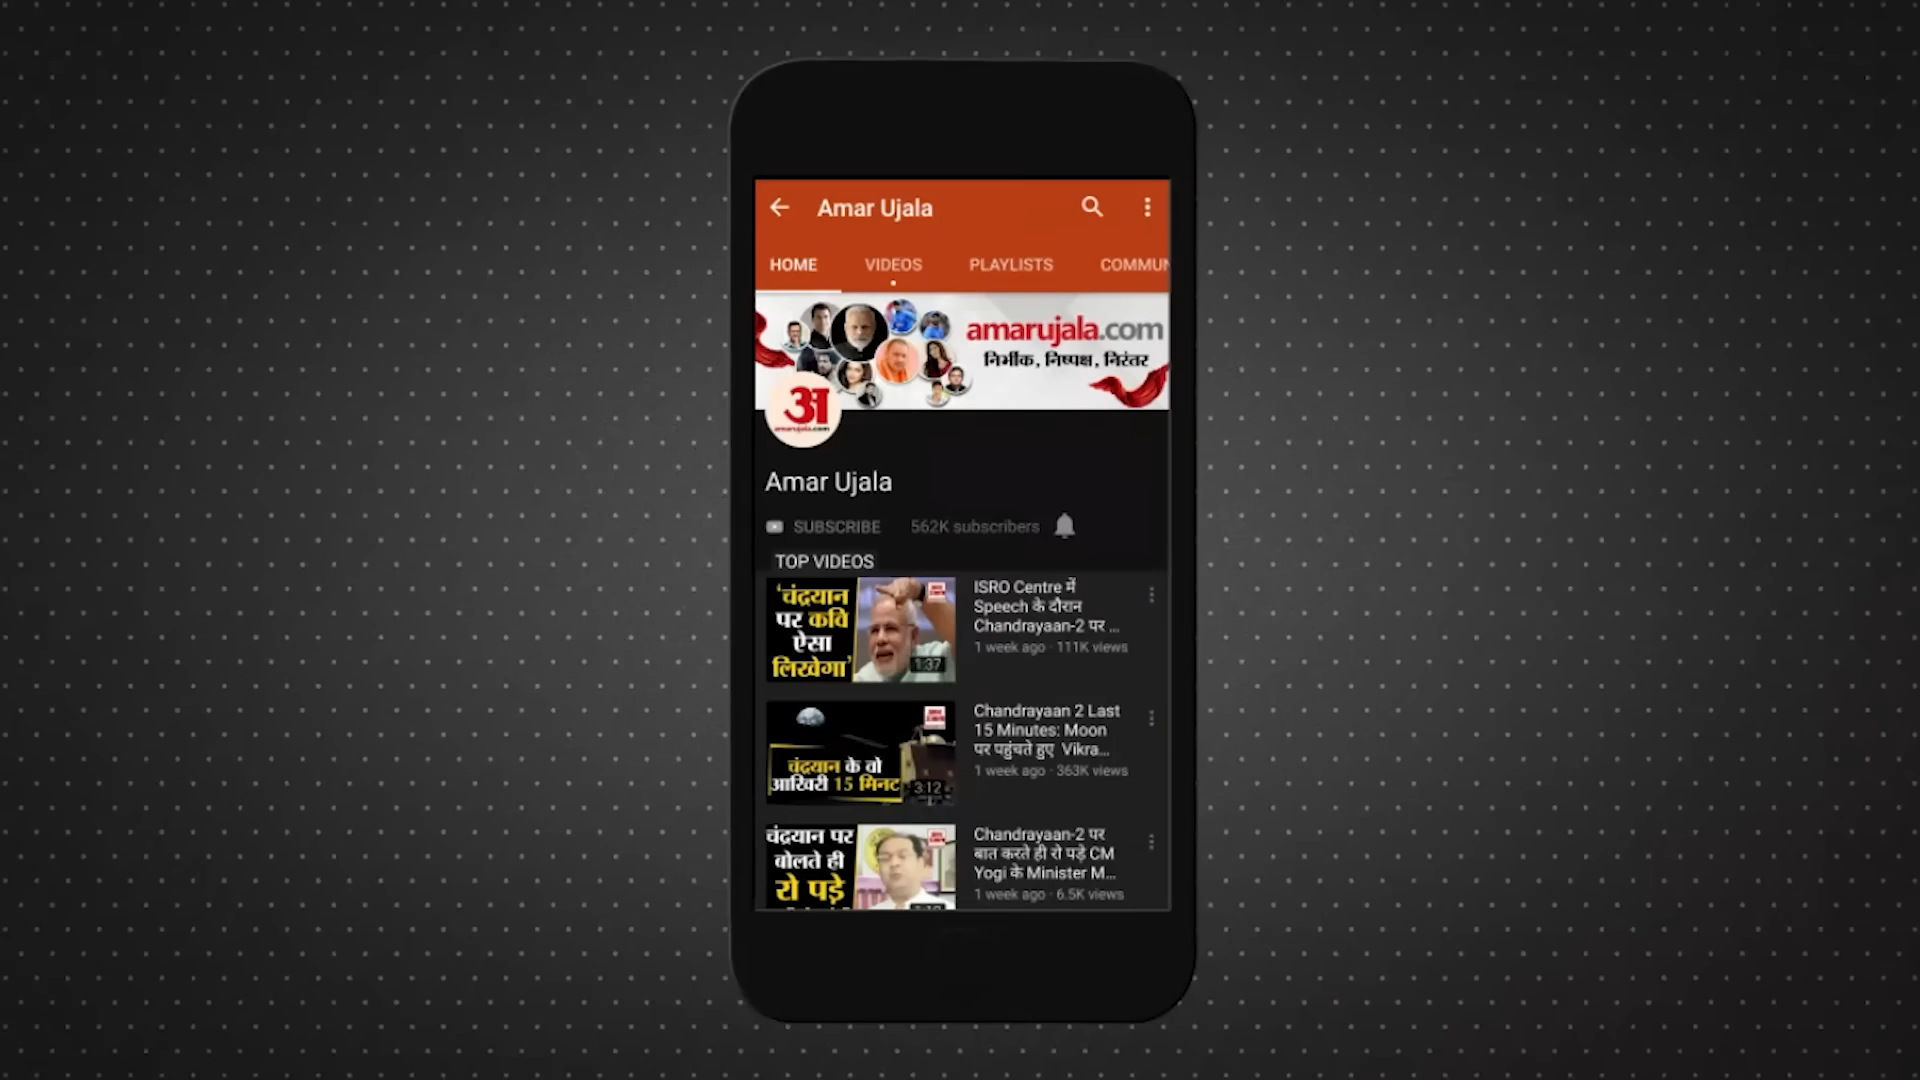 Amar Ujala
HOME VIDEOS PLAYLISTS COMMUN
amarujala.com
निर्भीक, निष्पक्ष, निरंतर
अ
amarujala.com
Amar Ujala
SUBSCRIBE 562K subscribers
TOP VIDEOS
'चंद्रयान
पर कवि
ऐसा
लिखेगा'
1:37
ISRO Centre में
Speech के दौरान
Chandrayaan-2 पर ...
1 week ago · 111K views
चंद्रयान के वो
आखिरी 15 मिनट
3:12
Chandrayaan 2 Last
15 Minutes: Moon
पर पहुंचते हुए Vikra...
1 week ago · 363K views
चंद्रयान पर
बोलते ही
रो पड़े
Chandrayaan-2 पर
बात करते ही रो पड़े CM
Yogi के Minister M...
1 week ago · 6.5K views